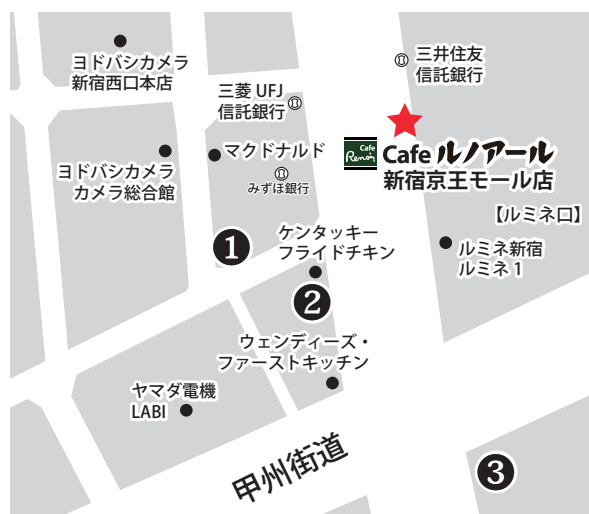 ヨドバシカメラ
新宿西口本店
三井住友
信託銀行
三菱 UFJ
信託銀行
Cafe
Renoir
Cafe ルノアール
新宿京王モール店
マクドナルド
ヨドバシカメラ
カメラ総合館
みずほ銀行
【ルミネ口】
ケンタッキー
フライドチキン
ルミネ新宿
ルミネ 1
1
2
ウェンディーズ・
ファーストキッチン
ヤマダ電機
LABI
甲州街道
3